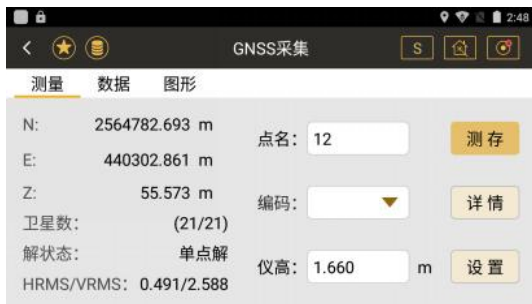 2:48
GNSS采集
S
测量 数据 图形
N: 2564782.693 m
E: 440302.861 m
Z: 55.573 m
卫星数: (21/21)
解状态: 单点解
HRMS/VRMS: 0.491/2.588
点名: 12
测存
编码:
详情
仪高: 1.660 m
设置